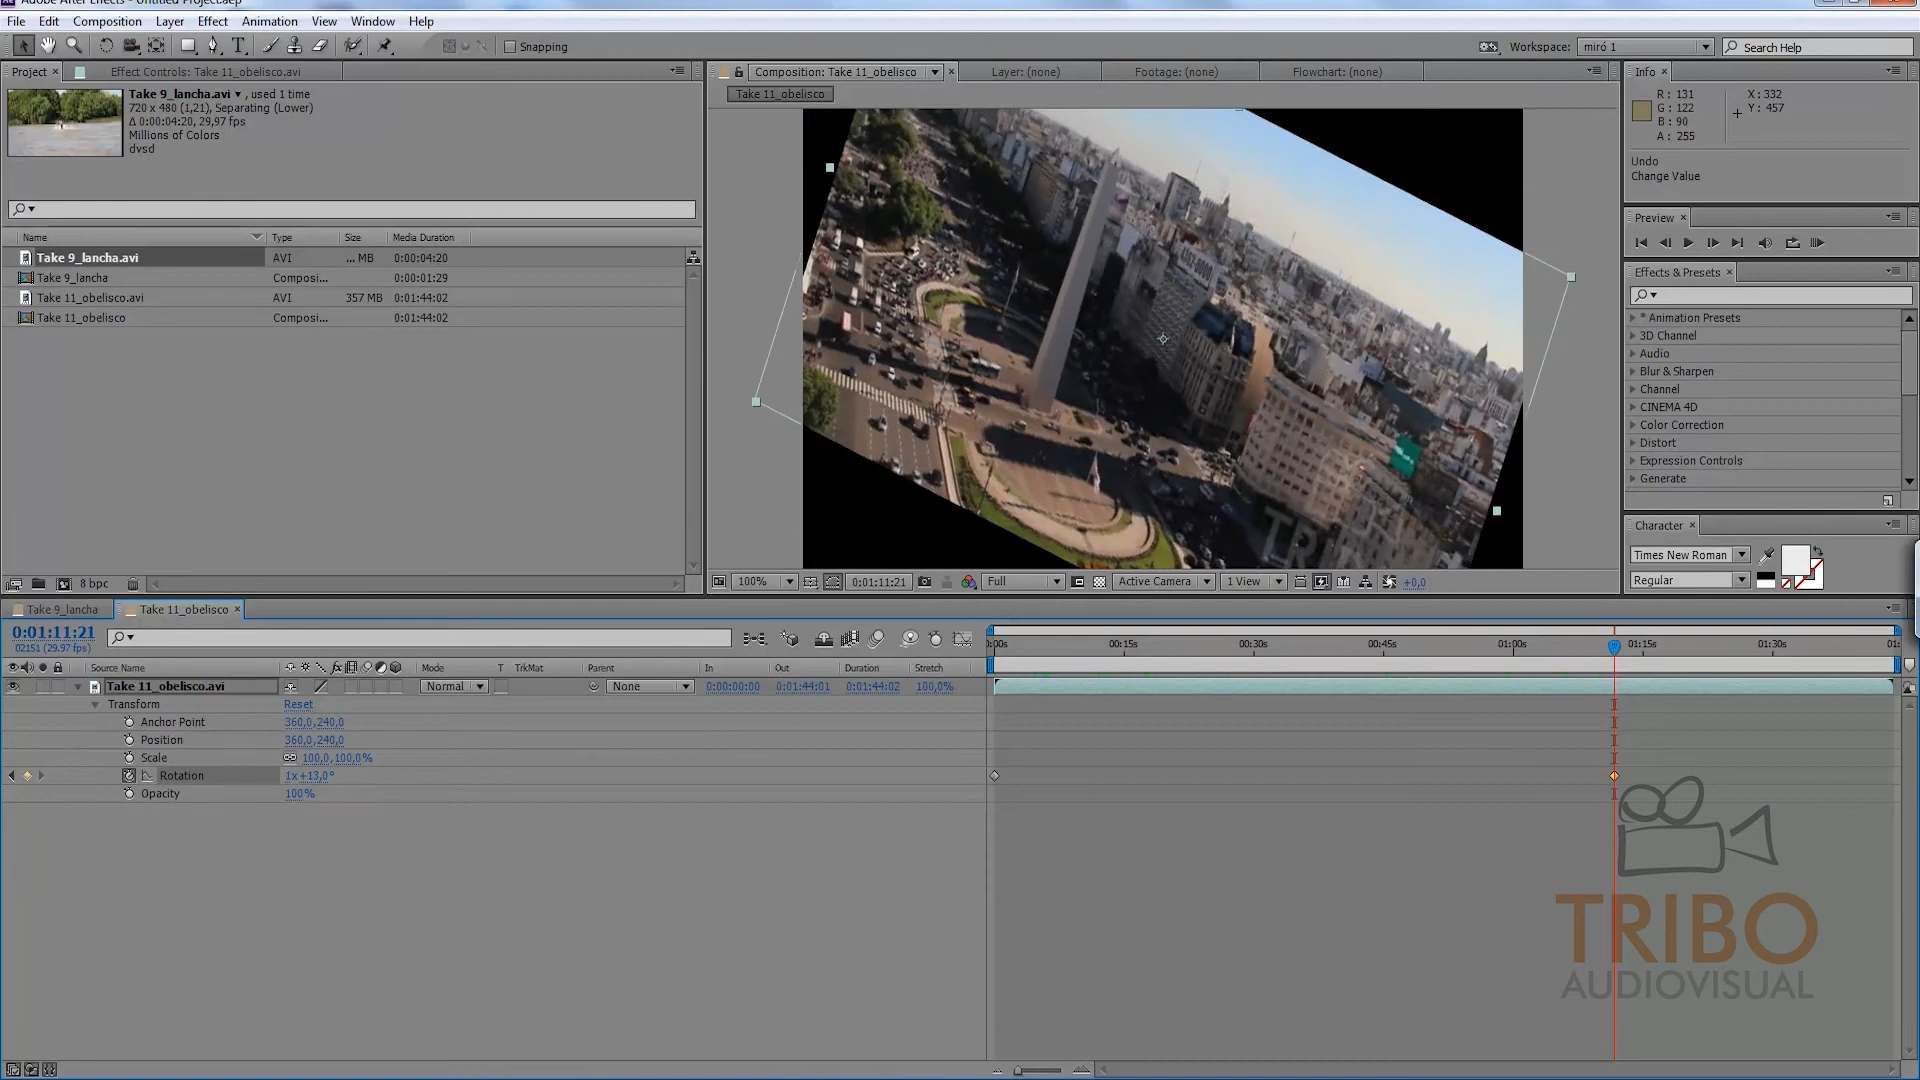 Adobe After Effects - Untitled Project.aep
File Edit Composition Layer Effect Animation View Window Help
Snapping
Workspace: miró 1
Search Help
Project
Effect Controls: Take 11_obelisco.avi
Take 9_lancha.avi ▾ , used 1 time
720 x 480 (1,21), Separating (Lower)
Δ 0:00:04:20, 29,97 fps
Millions of Colors
dvsd
Name Type Size Media Duration
Take 9_lancha.avi AVI ... MB 0:00:04:20
Take 9_lancha Composi... 0:00:01:29
Take 11_obelisco.avi AVI 357 MB 0:01:44:02
Take 11_obelisco Composi... 0:01:44:02
8 bpc
Composition: Take 11_obelisco
Layer: (none)
Footage: (none)
Flowchart: (none)
Take 11_obelisco
100% 0:01:11:21 Full Active Camera 1 View +0,0
Info
R : 131
G : 122
B : 90
A : 255
X : 332
Y : 457
Undo
Change Value
Preview
Effects & Presets
* Animation Presets
3D Channel
Audio
Blur & Sharpen
Channel
CINEMA 4D
Color Correction
Distort
Expression Controls
Generate
Character
Times New Roman
Regular
Take 9_lancha
Take 11_obelisco
0:01:11:21
02151 (29.97 fps)
Source Name Mode T TrkMat Parent In Out Duration Stretch
Take 11_obelisco.avi Normal None 0:00:00:00 0:01:44:01 0:01:44:02 100,0%
Transform Reset
Anchor Point 360,0,240,0
Position 360,0,240,0
Scale 100,0,100,0%
Rotation 1x+13,0°
Opacity 100%
0:00s 00:15s 00:30s 00:45s 01:00s 01:15s 01:30s 01:
TRIBO
AUDIOVISUAL